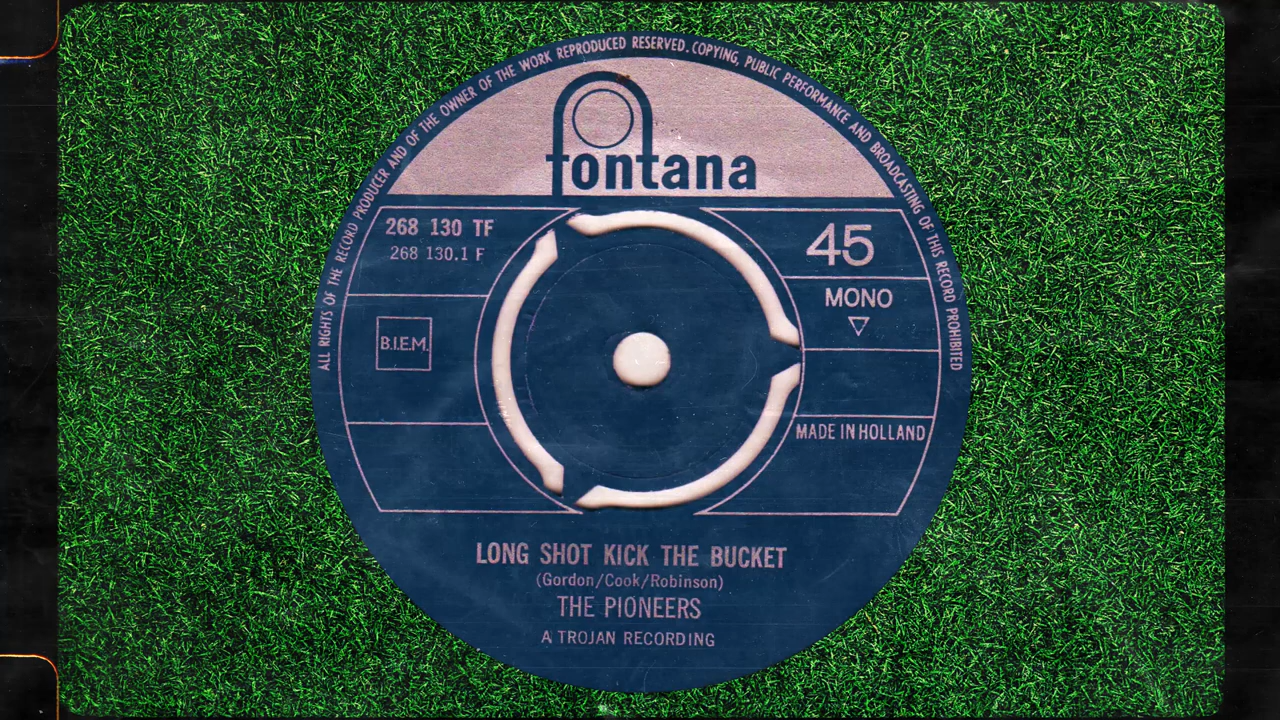 ALL RIGHTS OF THE RECORD PRODUCER AND OF THE OWNER OF THE WORK REPRODUCED RESERVED. COPYING, PUBLIC PERFORMANCE AND BROADCASTING OF THIS RECORD PROHIBITED
fontana
268 130 TF
268 130.1 F
45
MONO
B.I.E.M.
MADE IN HOLLAND
LONG SHOT KICK THE BUCKET
(Gordon/Cook/Robinson)
THE PIONEERS
A TROJAN RECORDING